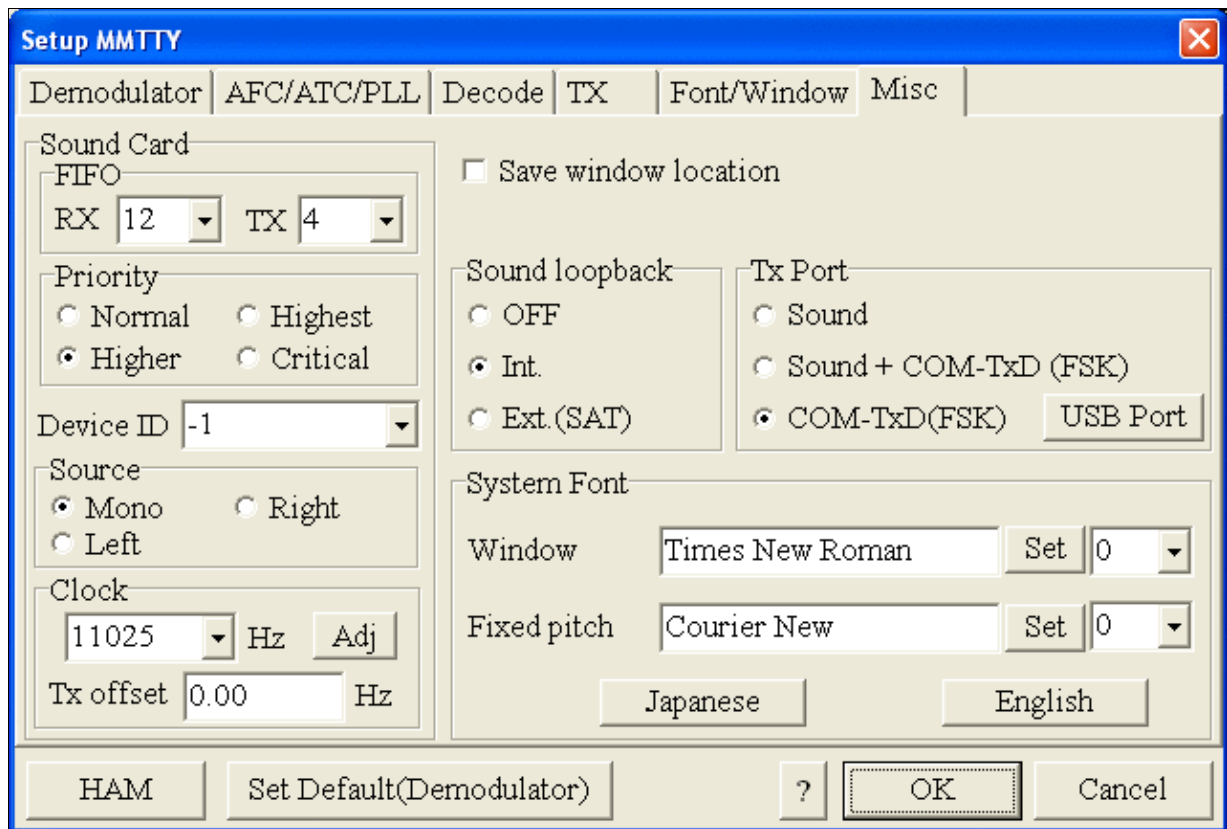 Setup MMTTY
Demodulator AFC/ATC/PLL Decode TX Font/Window Misc
Sound Card
FIFO
RX 12 TX 4
Priority
Normal Highest
Higher Critical
Device ID -1
Source
Mono Right
Left
Clock
11025 Hz Adj
Tx offset 0.00 Hz
Save window location
Sound loopback
OFF
Int.
Ext.(SAT)
Tx Port
Sound
Sound + COM-TxD (FSK)
COM-TxD(FSK) USB Port
System Font
Window Times New Roman Set 0
Fixed pitch Courier New Set 0
Japanese English
HAM Set Default(Demodulator) ? OK Cancel